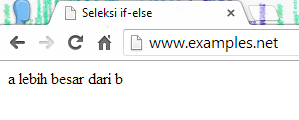 Seleksi if-else
www.examples.net
a lebih besar dari b